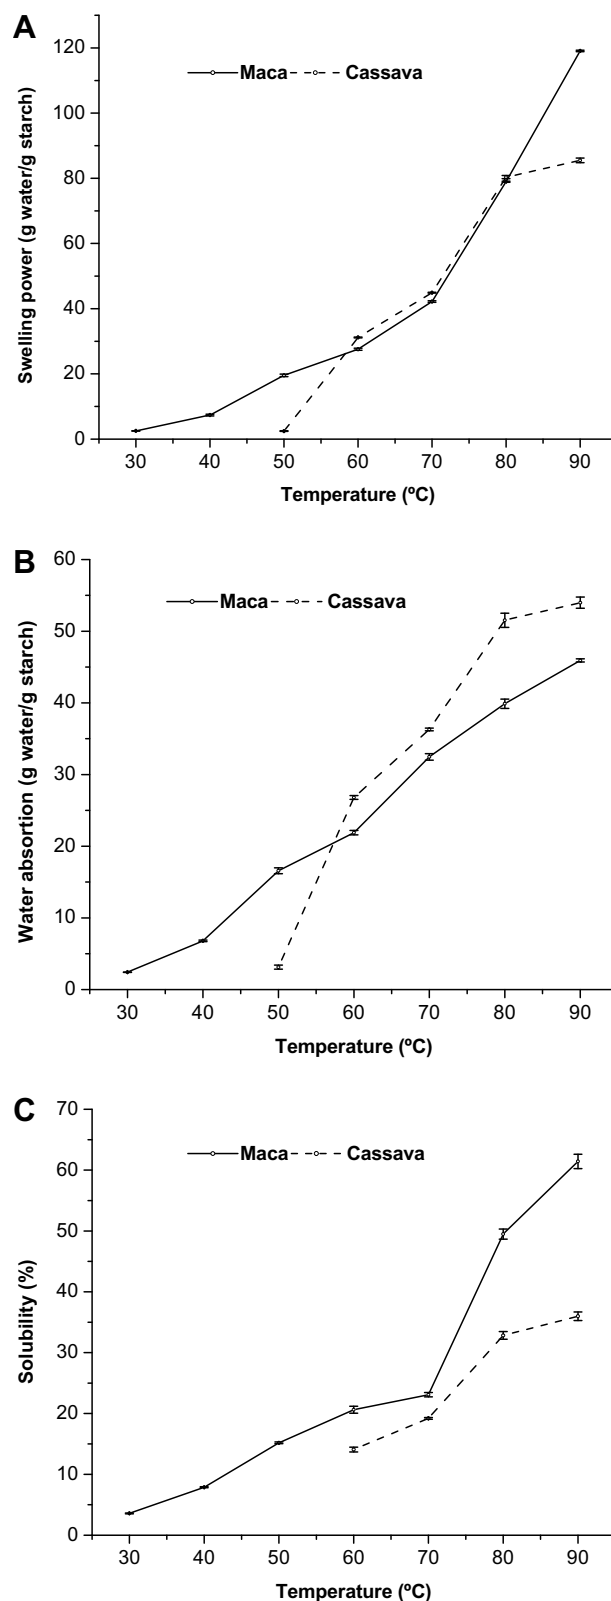 A
120
100
80
60
40
20
0
Swelling power (g water/g starch)
Maca Cassava
30 40 50 60 70 80 90
Temperature (ºC)
B
60
50
40
30
20
10
0
Water absortion (g water/g starch)
Maca Cassava
30 40 50 60 70 80 90
Temperature (ºC)
C
70
60
50
40
30
20
10
0
Solubility (%)
Maca Cassava
30 40 50 60 70 80 90
Temperature (ºC)